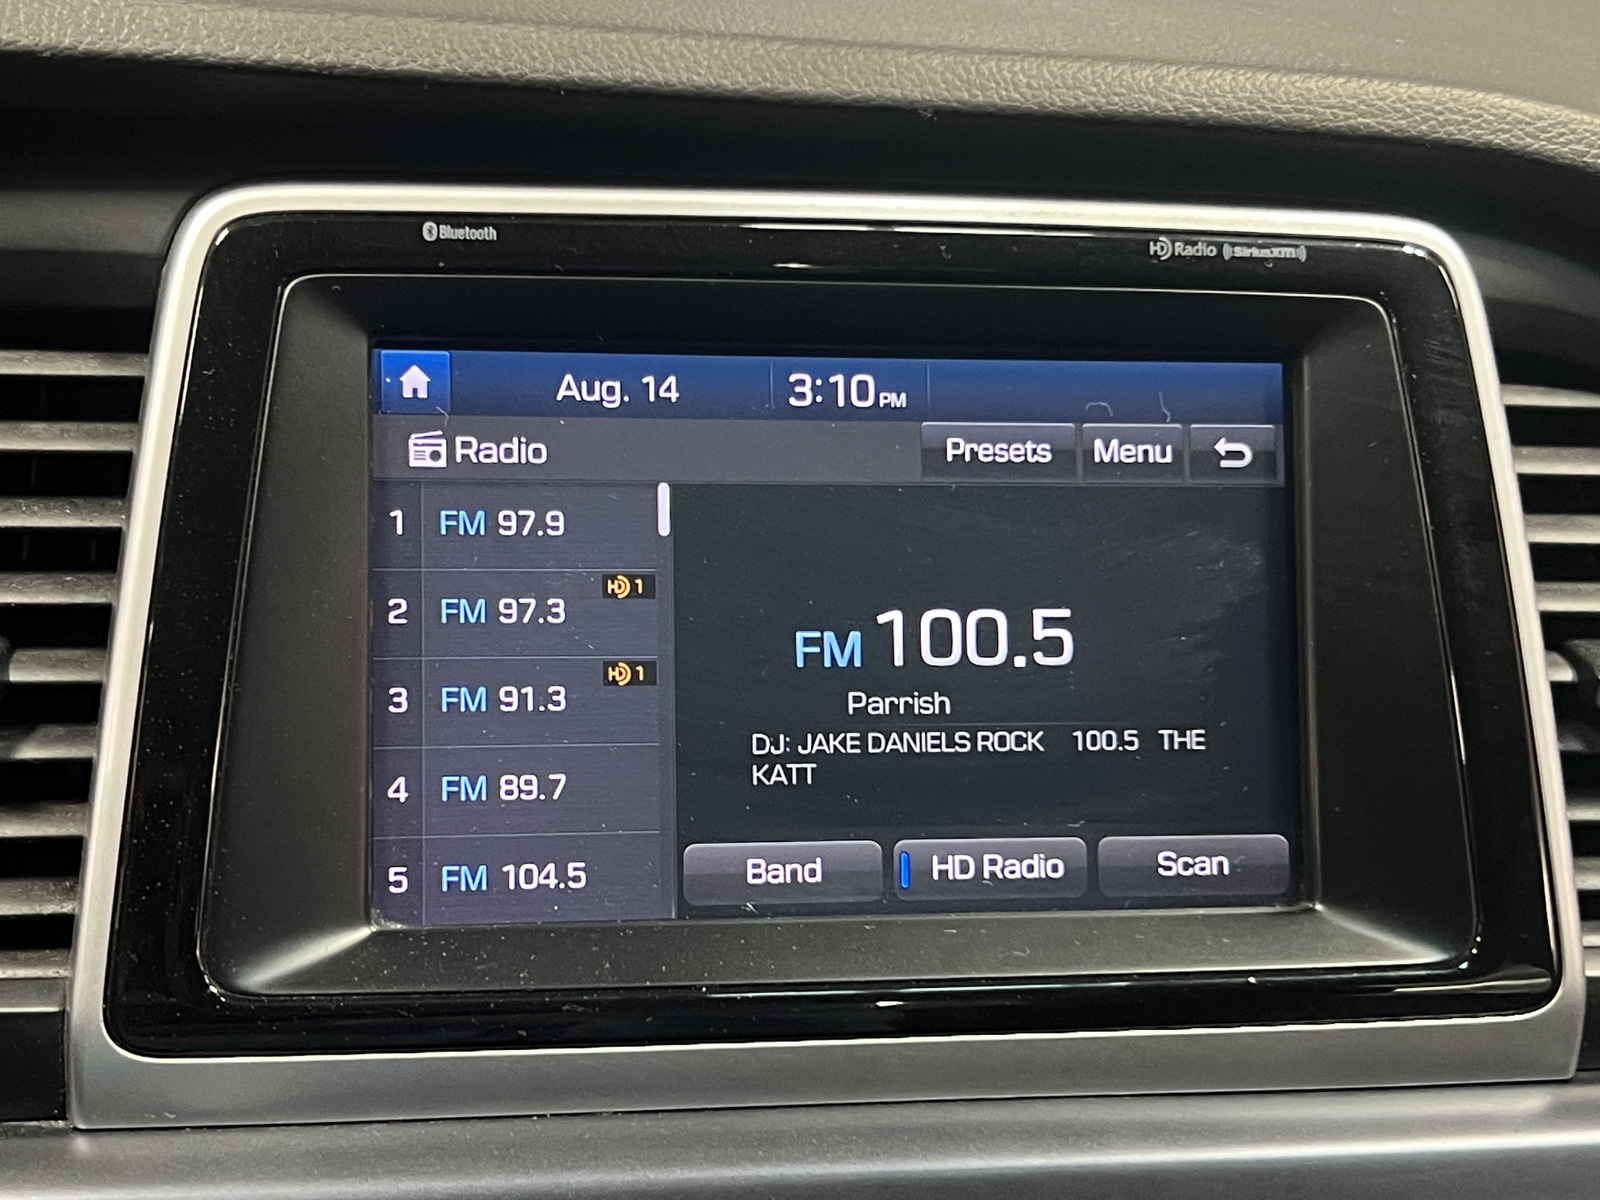 Bluetooth
HD Radio ((SiriusXM))
Aug. 14 3:10 PM
Radio Presets Menu
1 FM 97.9
2 FM 97.3 HD 1
3 FM 91.3 HD 1
4 FM 89.7
5 FM 104.5
FM 100.5
Parrish
DJ: JAKE DANIELS ROCK 100.5 THE
KATT
Band HD Radio Scan